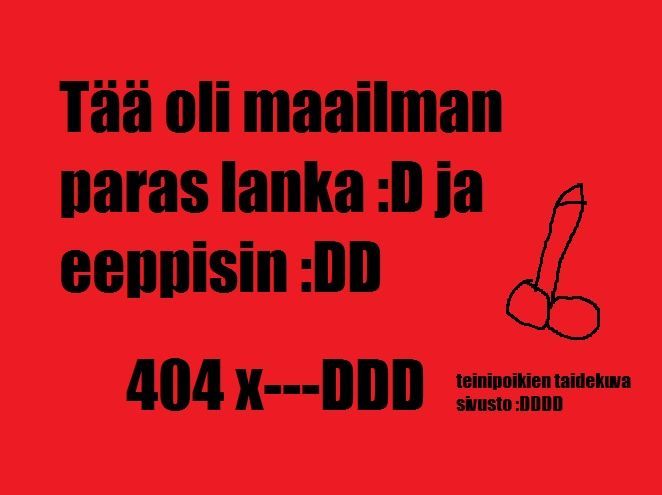 Tää oli maailman
paras lanka :D ja
eeppisin :DD
404 x---DDD
teinipoikien taidekuva
sivusto :DDDD